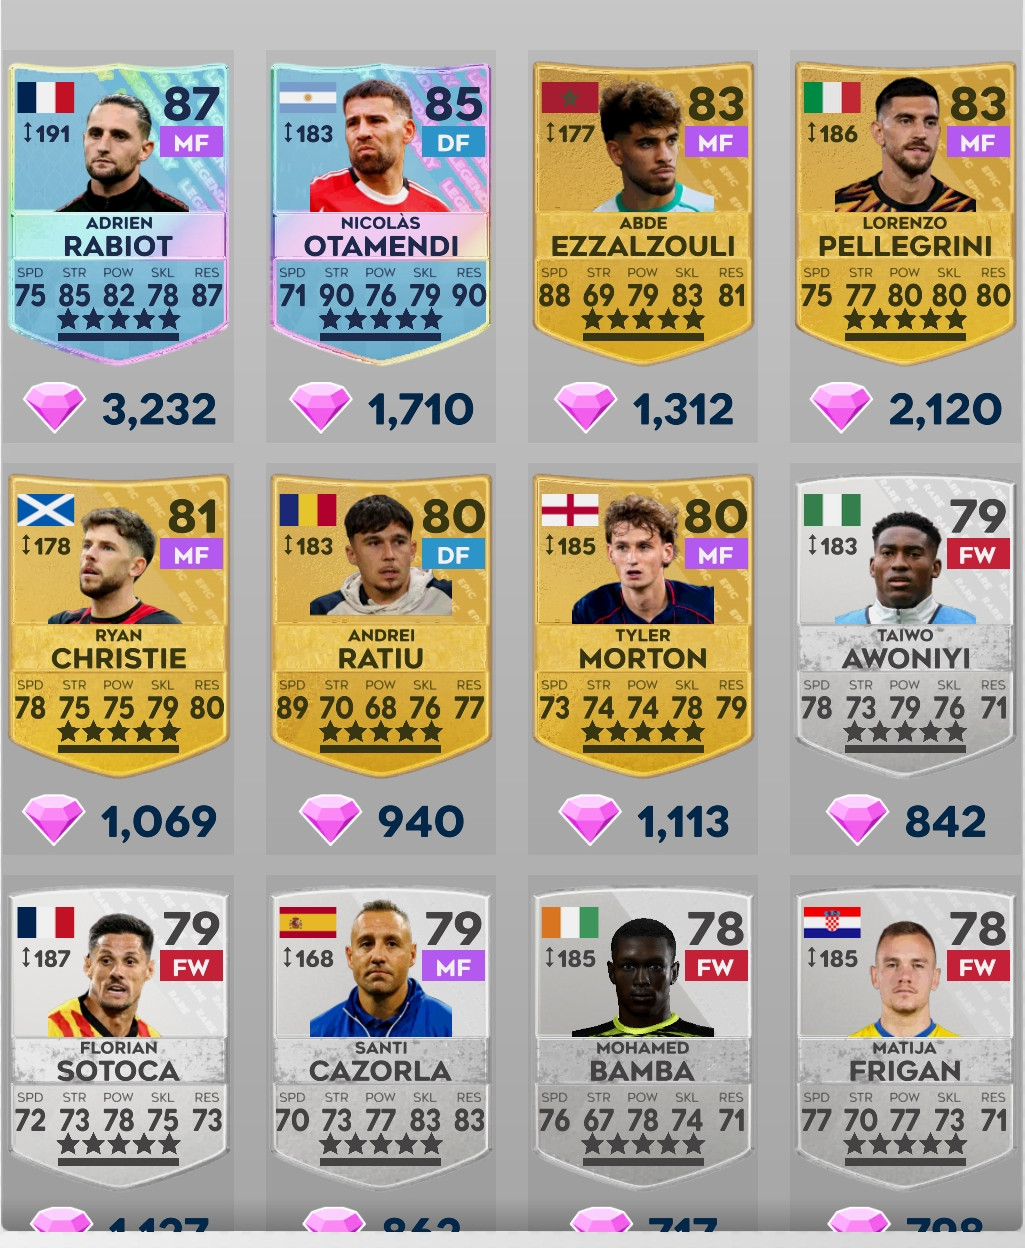 87
191
MF
ADRIEN
RABIOT
SPD STR POW SKL RES
75 85 82 78 87
3,232
85
183
DF
NICOLÀS
OTAMENDI
SPD STR POW SKL RES
71 90 76 79 90
1,710
83
177
MF
ABDE
EZZALZOULI
SPD STR POW SKL RES
88 69 79 83 81
1,312
83
186
MF
LORENZO
PELLEGRINI
SPD STR POW SKL RES
75 77 80 80 80
2,120
81
178
MF
RYAN
CHRISTIE
SPD STR POW SKL RES
78 75 75 79 80
1,069
80
183
DF
ANDREI
RATIU
SPD STR POW SKL RES
89 70 68 76 77
940
80
185
MF
TYLER
MORTON
SPD STR POW SKL RES
73 74 74 78 79
1,113
79
183
FW
TAIWO
AWONIYI
SPD STR POW SKL RES
78 73 79 76 71
842
79
187
FW
FLORIAN
SOTOCA
SPD STR POW SKL RES
72 73 78 75 73
79
168
MF
SANTI
CAZORLA
SPD STR POW SKL RES
70 73 77 83 83
78
185
FW
MOHAMED
BAMBA
SPD STR POW SKL RES
76 67 78 74 71
78
185
FW
MATIJA
FRIGAN
SPD STR POW SKL RES
77 70 77 73 71